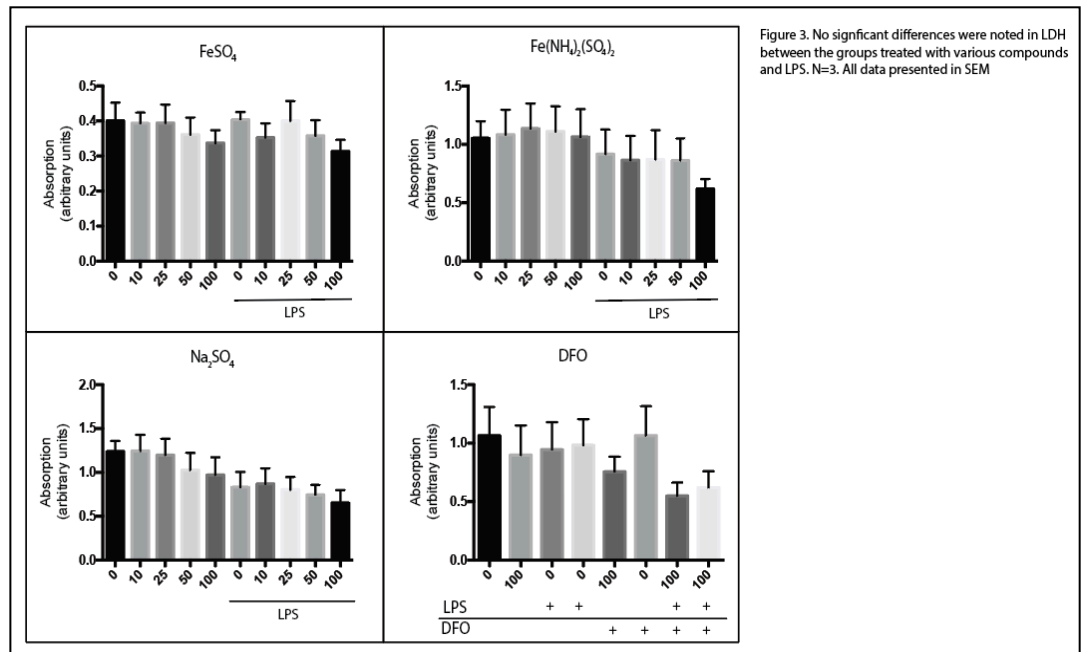 FeSO₄
Absorption
(arbitrary units)
0.5
0.4
0.3
0.2
0.1
0.0
0 10 25 50 100 0 10 25 50 100
LPS
Fe(NH₄)₂(SO₄)₂
Absorption
(arbitrary units)
1.5
1.0
0.5
0.0
0 10 25 50 100 0 10 25 50 100
LPS
Figure 3. No signficant differences were noted in LDH
between the groups treated with various compounds
and LPS. N=3. All data presented in SEM
Na₂SO₄
Absorption
(arbitrary units)
2.0
1.5
1.0
0.5
0.0
0 10 25 50 100 0 10 25 50 100
LPS
DFO
Absorption
(arbitrary units)
1.5
1.0
0.5
0.0
0 100 0 0 100 0 100 100
LPS + + + +
DFO + + + +